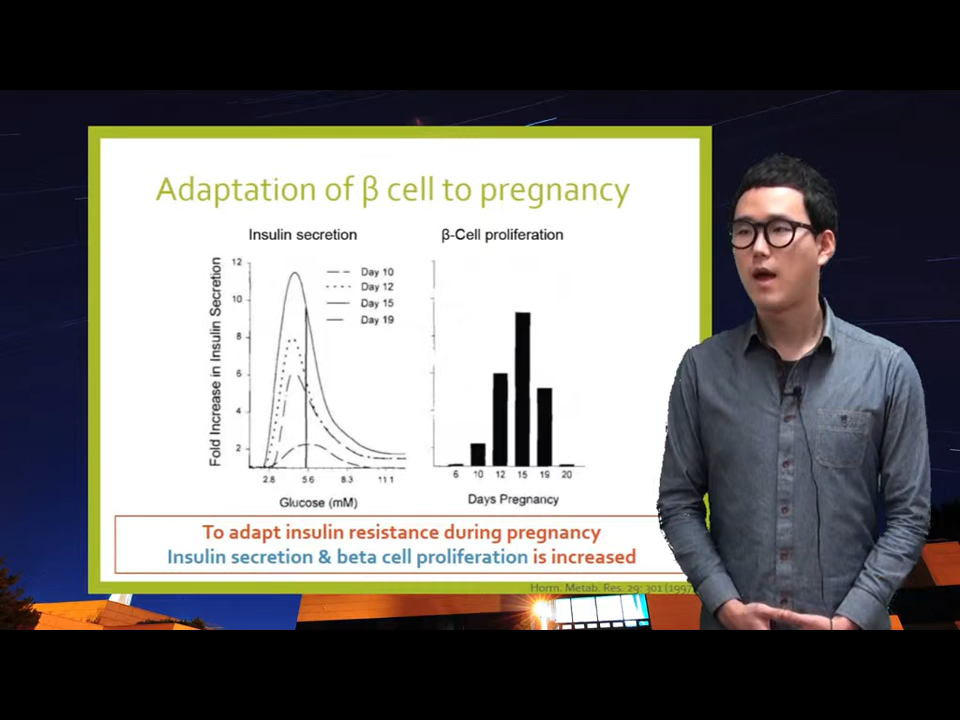 Adaptation of β cell to pregnancy
Insulin secretion
Fold Increase in Insulin Secretion
12
10
8
6
4
2
Day 10
Day 12
Day 15
Day 19
2.8 5.6 8.3 11.1
Glucose (mM)
β-Cell proliferation
6 10 12 15 19 20
Days Pregnancy
To adapt insulin resistance during pregnancy
Insulin secretion & beta cell proliferation is increased
Horm. Metab. Res. 29: 301 (1997